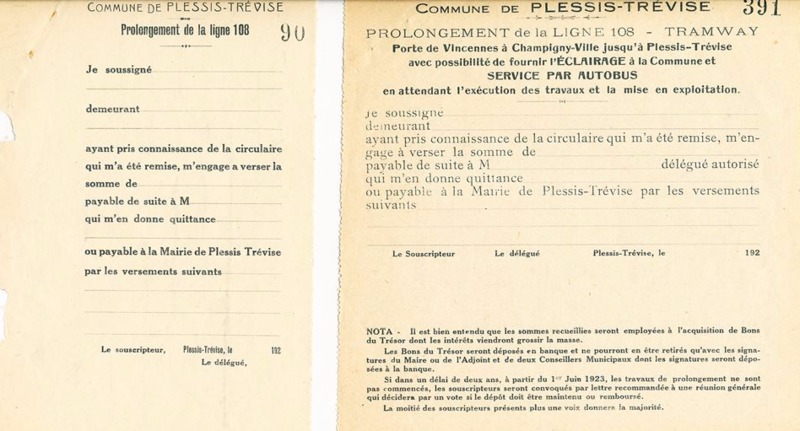 COMMUNE DE PLESSIS-TRÉVISE
Prolongement de la ligne 108
90
Je soussigné
demeurant
ayant pris connaissance de la circulaire
qui m'a été remise, m'engage a verser la
somme de
payable de suite à M
qui m'en donne quittance
ou payable à la Mairie de Plessis Trévise
par les versements suivants
Le souscripteur, Plessis-Trévise, le 192
Le délégué,
COMMUNE DE PLESSIS-TRÉVISE
391
PROLONGEMENT de la LIGNE 108 - TRAMWAY
Porte de Vincennes à Champigny-Ville jusqu'à Plessis-Trévise
avec possibilité de fournir l'ÉCLAIRAGE à la Commune et
SERVICE PAR AUTOBUS
en attendant l'exécution des travaux et la mise en exploitation.
Je soussigne
demeurant
ayant pris connaissance de la circulaire qui m'a été remise, m'en-
gage à verser la somme de
payable de suite à M délégué autorisé
qui m'en donne quittance
ou payable à la Mairie de Plessis-Trévise par les versements
suivants
Le Souscripteur Le délégué Plessis-Trévise, le 192
NOTA - Il est bien entendu que les sommes recueillies seront employées à l'acquisition de Bons
du Trésor dont les intérêts viendront grossir la masse.
Les Bons du Trésor seront déposés en banque et ne pourront en être retirés qu'avec les signa-
tures du Maire ou de l'Adjoint et de deux Conseillers Municipaux dont les signatures seront dépo-
sées à la banque.
Si dans un délai de deux ans, à partir du 1er Juin 1923, les travaux de prolongement ne sont
pas commencés, les souscripteurs seront convoqués par lettre recommandée à une réunion générale
qui décidera par un vote si le dépôt doit être maintenu ou remboursé.
La moitié des souscripteurs présents plus une voix donnera la majorité.